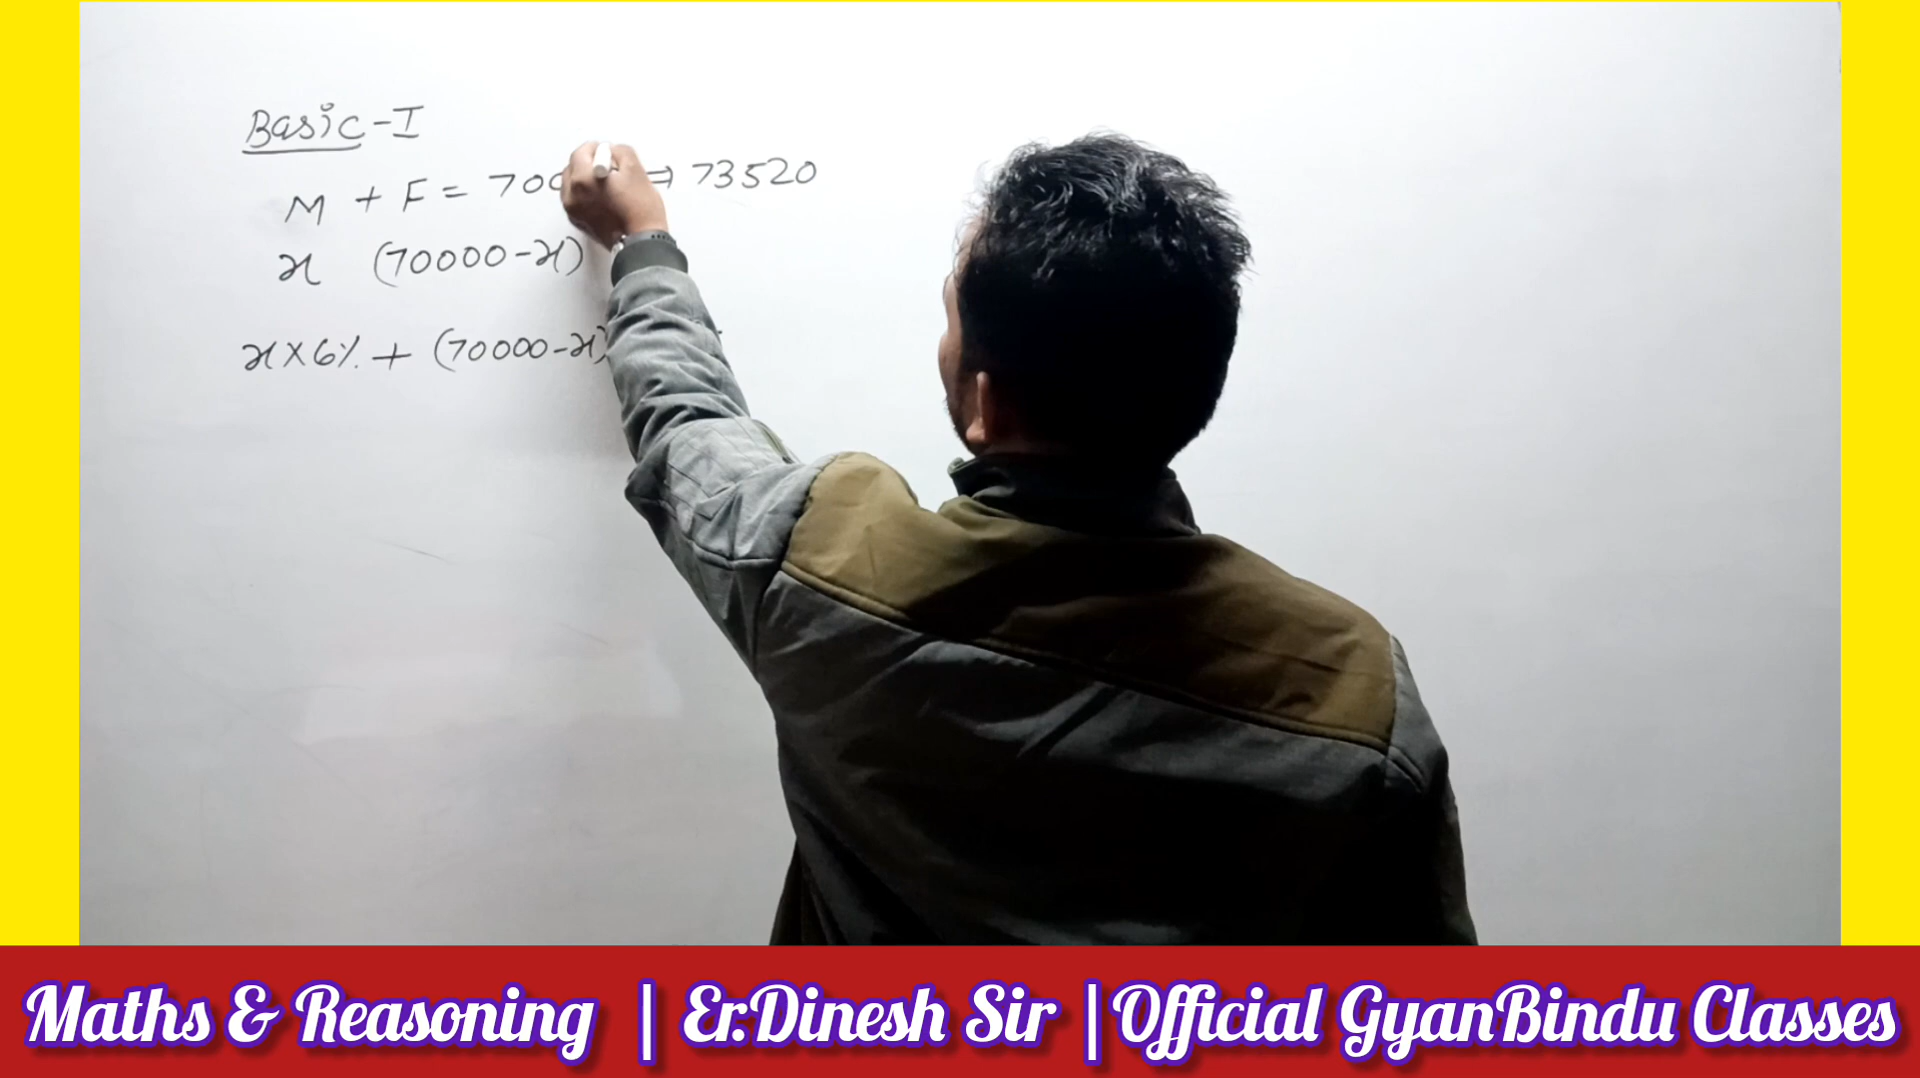 Basic-I
M + F = 700 ⇒ 73520
x (70000-x)
x×6% + (70000-x)
Maths & Reasoning | Er.Dinesh Sir | Official GyanBindu Classes